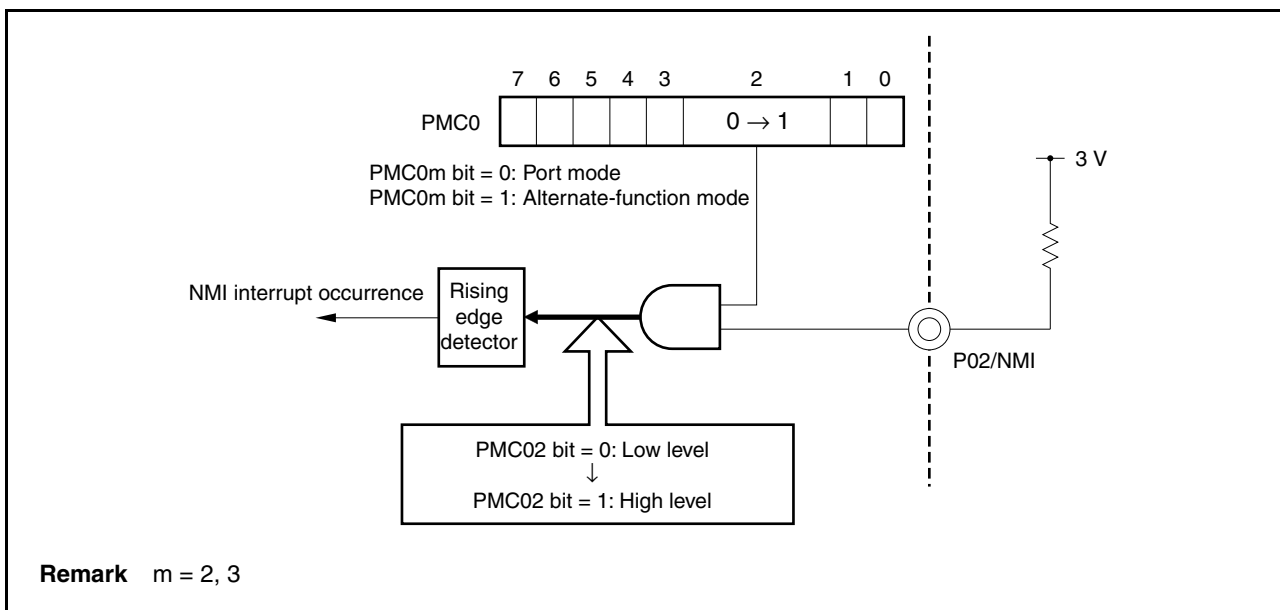 7 6 5 4 3 2 1 0
PMC0 0 → 1
3 V
PMC0m bit = 0: Port mode
PMC0m bit = 1: Alternate-function mode
NMI interrupt occurrence
Rising
edge
detector
P02/NMI
PMC02 bit = 0: Low level
↓
PMC02 bit = 1: High level
Remark m = 2, 3